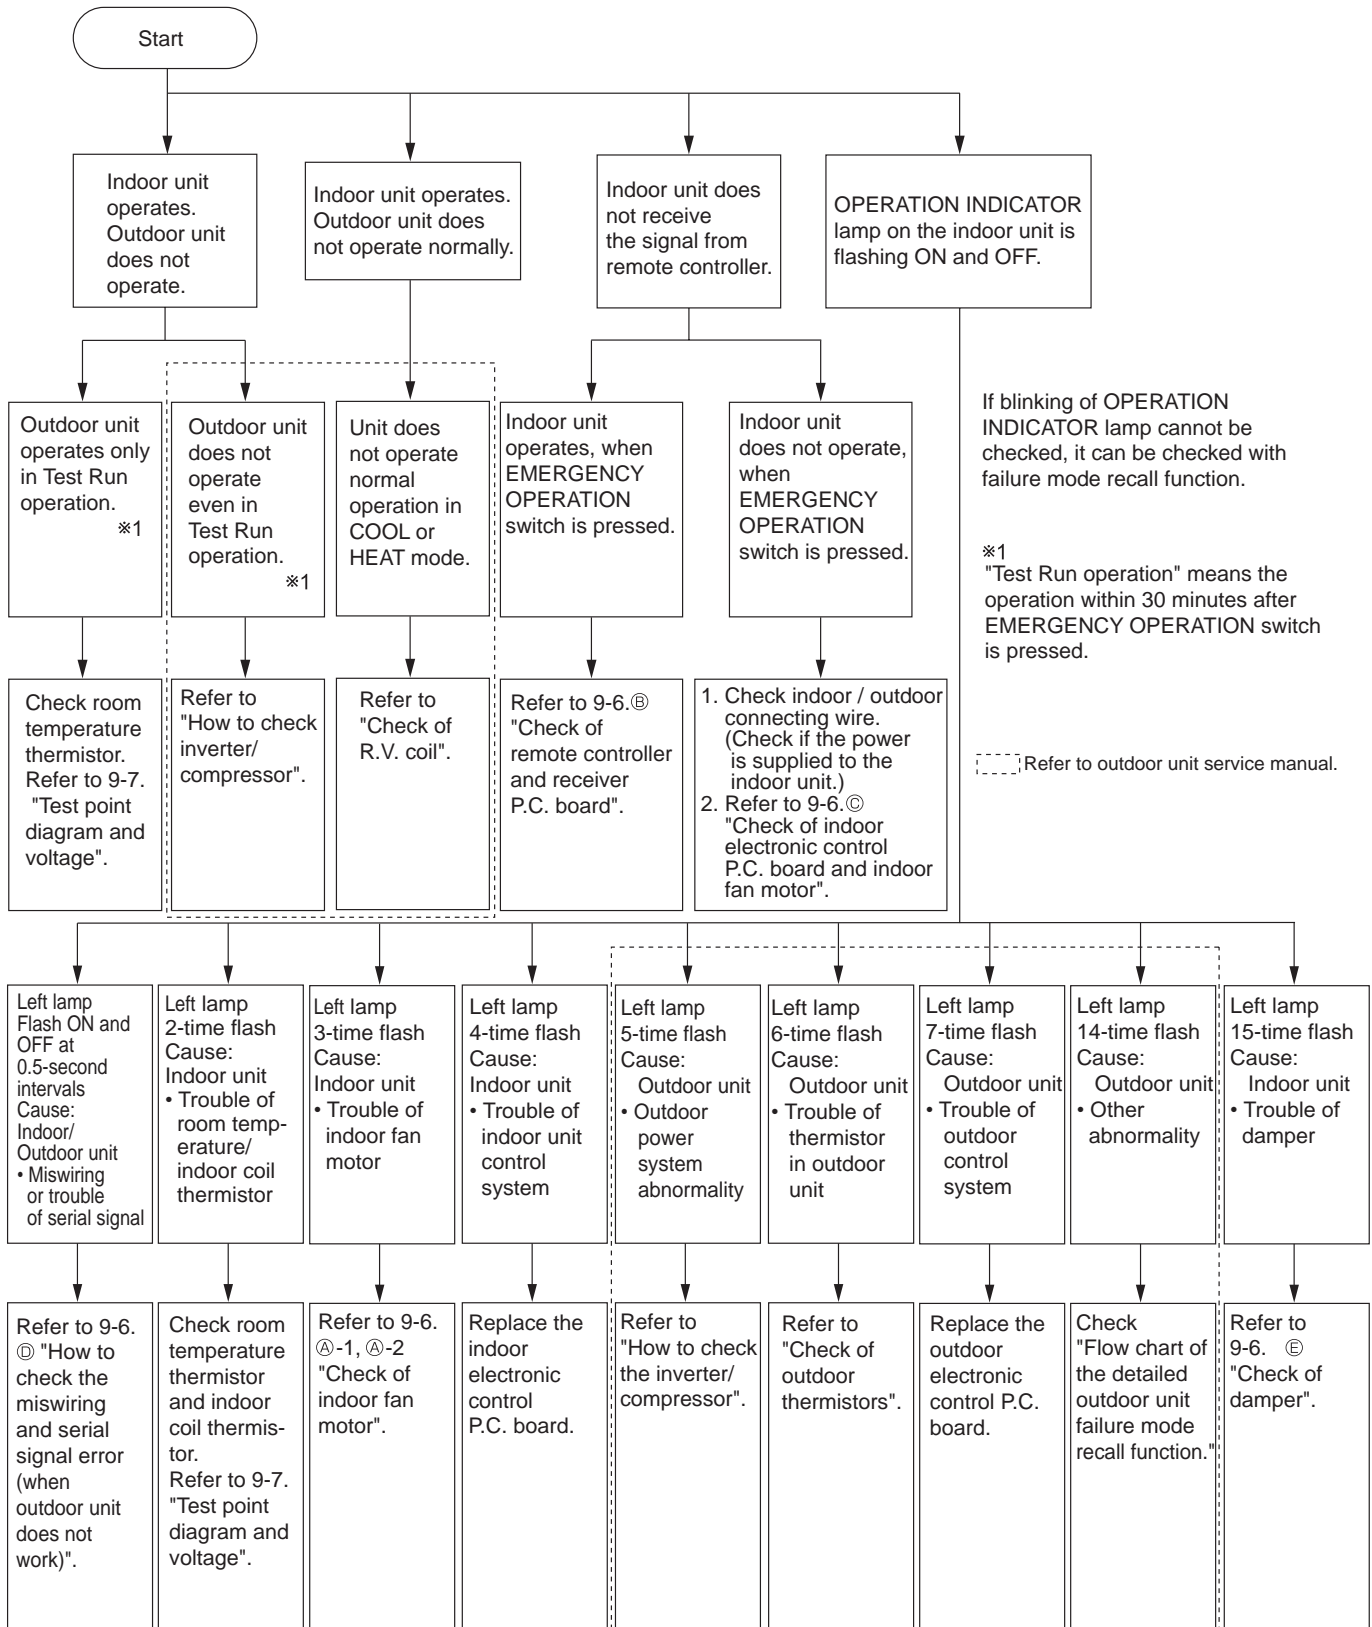 Start
Indoor unit
operates.
Outdoor unit
does not
operate.
Indoor unit operates.
Outdoor unit does
not operate normally.
Indoor unit does
not receive
the signal from
remote controller.
OPERATION INDICATOR
lamp on the indoor unit is
flashing ON and OFF.
Outdoor unit
operates only
in Test Run
operation.
※1
Outdoor unit
does not
operate
even in
Test Run
operation.
※1
Unit does
not operate
normal
operation in
COOL or
HEAT mode.
Indoor unit
operates, when
EMERGENCY
OPERATION
switch is pressed.
Indoor unit
does not operate,
when
EMERGENCY
OPERATION
switch is pressed.
If blinking of OPERATION
INDICATOR lamp cannot be
checked, it can be checked with
failure mode recall function.
※1
"Test Run operation" means the
operation within 30 minutes after
EMERGENCY OPERATION switch
is pressed.
Refer to outdoor unit service manual.
Check room
temperature
thermistor.
Refer to 9-7.
"Test point
diagram and
voltage".
Refer to
"How to check
inverter/
compressor".
Refer to
"Check of
R.V. coil".
Refer to 9-6.Ⓑ
"Check of
remote controller
and receiver
P.C. board".
1. Check indoor / outdoor
connecting wire.
(Check if the power
is supplied to the
indoor unit.)
2. Refer to 9-6.Ⓒ
"Check of indoor
electronic control
P.C. board and indoor
fan motor".
Left lamp
Flash ON and
OFF at
0.5-second
intervals
Cause:
Indoor/
Outdoor unit
• Miswiring
or trouble
of serial signal
Left lamp
2-time flash
Cause:
Indoor unit
• Trouble of
room temp-
erature/
indoor coil
thermistor
Left lamp
3-time flash
Cause:
Indoor unit
• Trouble of
indoor fan
motor
Left lamp
4-time flash
Cause:
Indoor unit
• Trouble of
indoor unit
control
system
Left lamp
5-time flash
Cause:
Outdoor unit
• Outdoor
power
system
abnormality
Left lamp
6-time flash
Cause:
Outdoor unit
• Trouble of
thermistor
in outdoor
unit
Left lamp
7-time flash
Cause:
Outdoor unit
• Trouble of
outdoor
control
system
Left lamp
14-time flash
Cause:
Outdoor unit
• Other
abnormality
Left lamp
15-time flash
Cause:
Indoor unit
• Trouble of
damper
Refer to 9-6.
Ⓓ "How to
check the
miswiring
and serial
signal error
(when
outdoor unit
does not
work)".
Check room
temperature
thermistor
and indoor
coil thermis-
tor.
Refer to 9-7.
"Test point
diagram and
voltage".
Refer to 9-6.
Ⓐ-1, Ⓐ-2
"Check of
indoor fan
motor".
Replace the
indoor
electronic
control
P.C. board.
Refer to
"How to check
the inverter/
compressor".
Refer to
"Check of
outdoor
thermistors".
Replace the
outdoor
electronic
control P.C.
board.
Check
"Flow chart of
the detailed
outdoor unit
failure mode
recall function."
Refer to
9-6. Ⓔ
"Check of
damper".